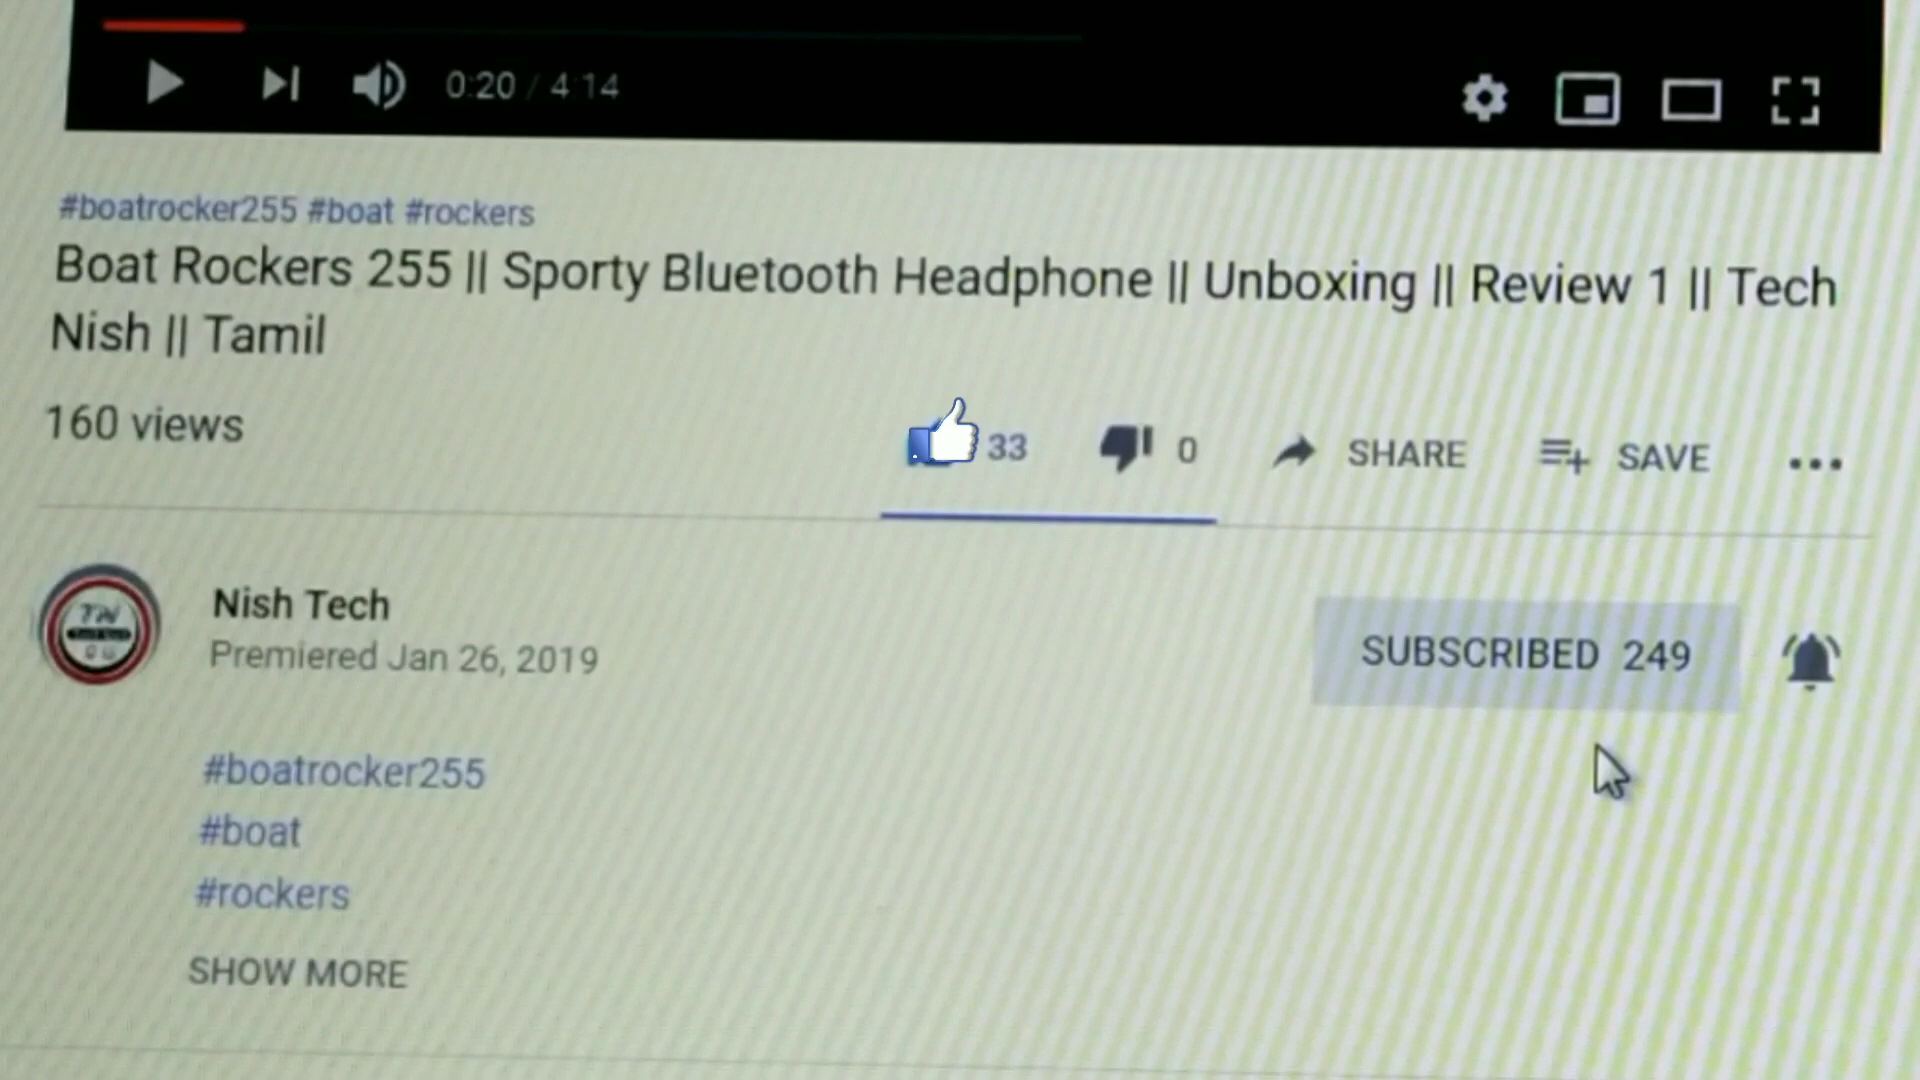 0:20 / 4:14
#boatrocker255 #boat #rockers
Boat Rockers 255 || Sporty Bluetooth Headphone || Unboxing || Review 1 || Tech
Nish || Tamil
160 views
33
0
SHARE
SAVE
Nish Tech
Premiered Jan 26, 2019
SUBSCRIBED 249
#boatrocker255
#boat
#rockers
SHOW MORE